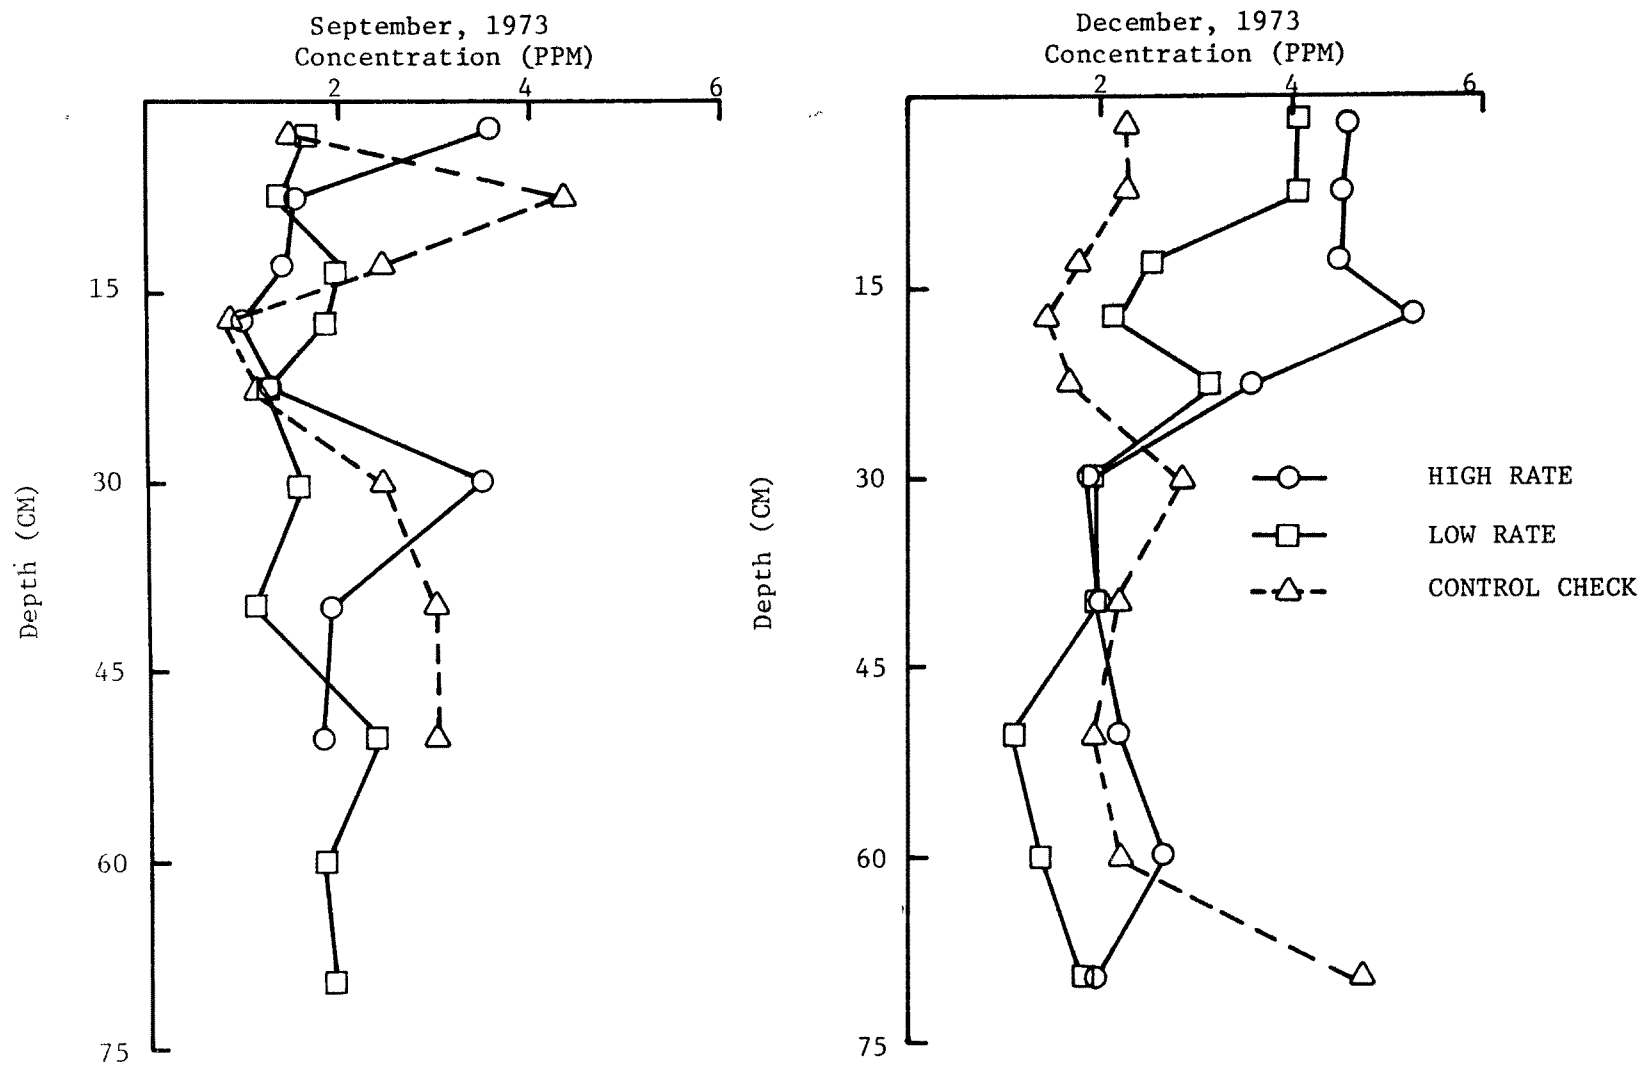 September, 1973
Concentration (PPM)
2 4 6
15
30
45
60
75
Depth (CM)
December, 1973
Concentration (PPM)
2 4 6
15
30
45
60
75
Depth (CM)
HIGH RATE
LOW RATE
CONTROL CHECK